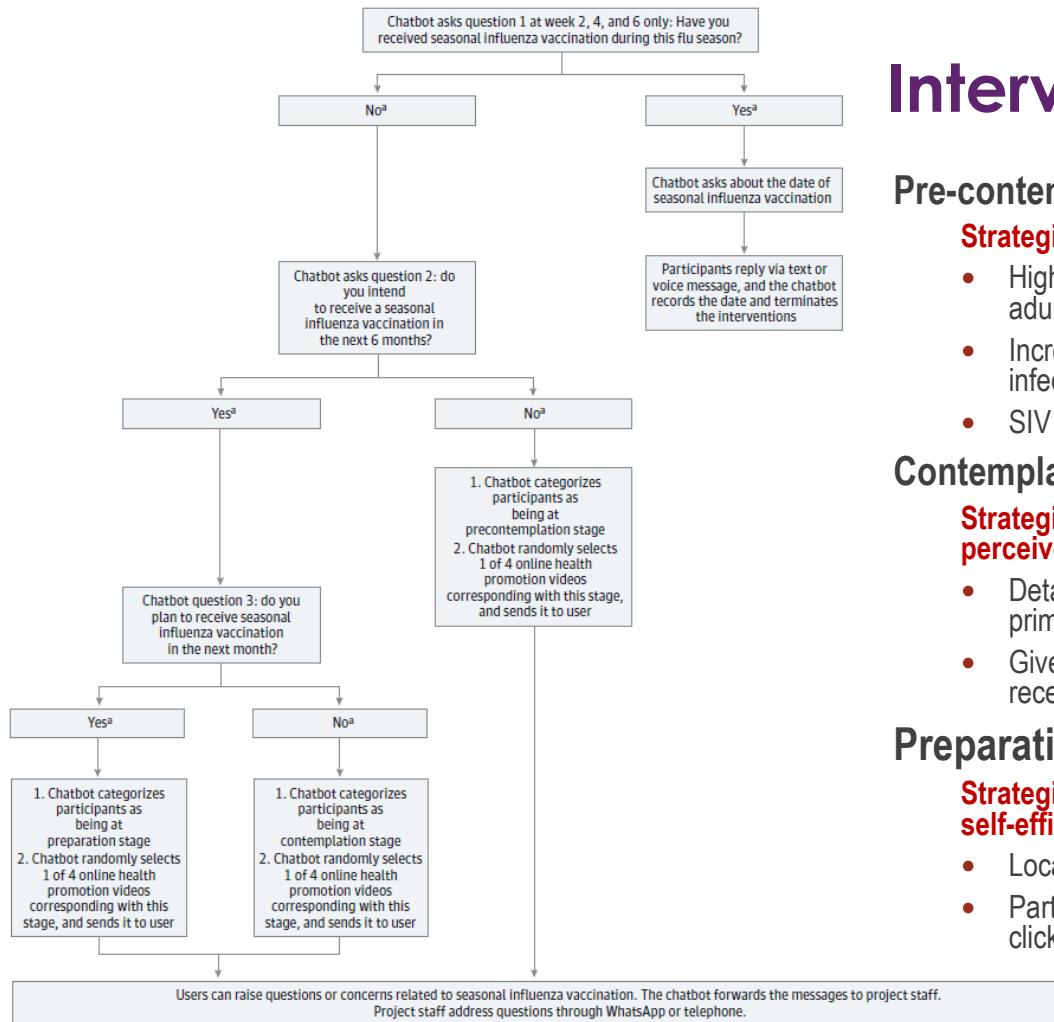 Chatbot asks question 1 at week 2, 4, and 6 only: Have you
received seasonal influenza vaccination during this flu season?
Noᵃ
Yesᵃ
Chatbot asks about the date of
seasonal influenza vaccination
Participants reply via text or
voice message, and the chatbot
records the date and terminates
the interventions
Chatbot asks question 2: do
you intend
to receive a seasonal
influenza vaccination in
the next 6 months?
Yesᵃ
Noᵃ
1. Chatbot categorizes
participants as
being at
precontemplation stage
2. Chatbot randomly selects
1 of 4 online health
promotion videos
corresponding with this stage,
and sends it to user
Chatbot question 3: do you
plan to receive seasonal
influenza vaccination
in the next month?
Yesᵃ
Noᵃ
1. Chatbot categorizes
participants as
being at
preparation stage
2. Chatbot randomly selects
1 of 4 online health
promotion videos
corresponding with this
stage, and sends it to user
1. Chatbot categorizes
participants as
being at
contemplation stage
2. Chatbot randomly selects
1 of 4 online health
promotion videos
corresponding with this
stage, and sends it to user
Users can raise questions or concerns related to seasonal influenza vaccination. The chatbot forwards the messages to project staff.
Project staff address questions through WhatsApp or telephone.
Interv
Pre-conte
Strategi
• High
adu
• Incre
infec
• SIV
Contempla
Strategi
perceiv
• Deta
prim
• Give
rece
Preparati
Strategi
self-effi
• Loca
• Part
click